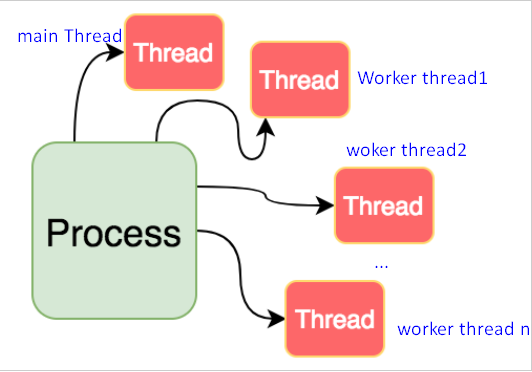 main Thread
Thread
Thread
Worker thread1
woker thread2
Thread
Process
...
Thread
worker thread n